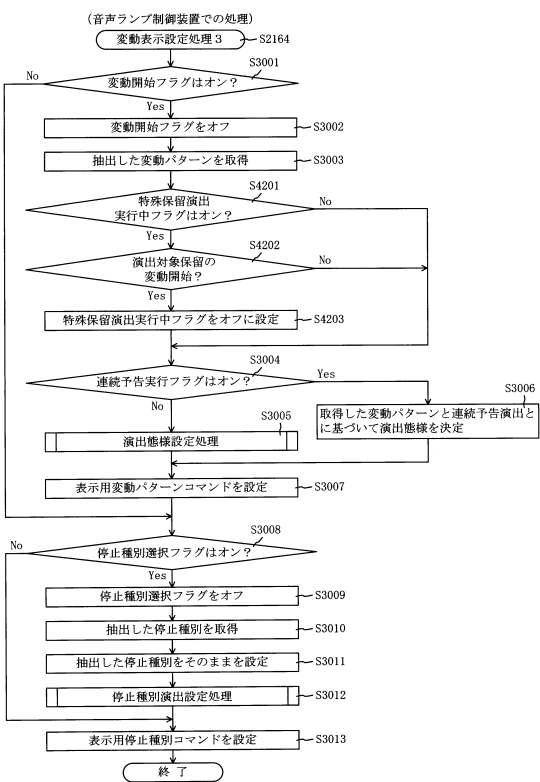 (音声ランプ制御装置での処理)
変動表示設定処理3
S2164
S3001
変動開始フラグはオン?
No
Yes
変動開始フラグをオフ
S3002
抽出した変動パターンを取得
S3003
S4201
特殊保留演出
実行中フラグはオン?
No
Yes
S4202
演出対象保留の
変動開始?
No
Yes
特殊保留演出実行中フラグをオフに設定
S4203
S3004
連続予告実行フラグはオン?
Yes
No
S3006
取得した変動パターンと連続予告演出と
に基づいて演出態様を決定
S3005
演出態様設定処理
表示用変動パターンコマンドを設定
S3007
S3008
停止種別選択フラグはオン?
No
Yes
停止種別選択フラグをオフ
S3009
抽出した停止種別を取得
S3010
抽出した停止種別をそのままを設定
S3011
停止種別演出設定処理
S3012
表示用停止種別コマンドを設定
S3013
終了